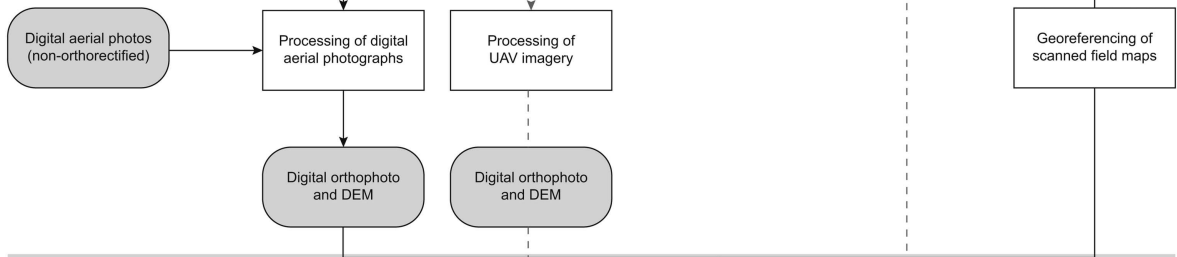 Digital aerial photos
(non-orthorectified)
Processing of digital
aerial photographs
Processing of
UAV imagery
Georeferencing of
scanned field maps
Digital orthophoto
and DEM
Digital orthophoto
and DEM